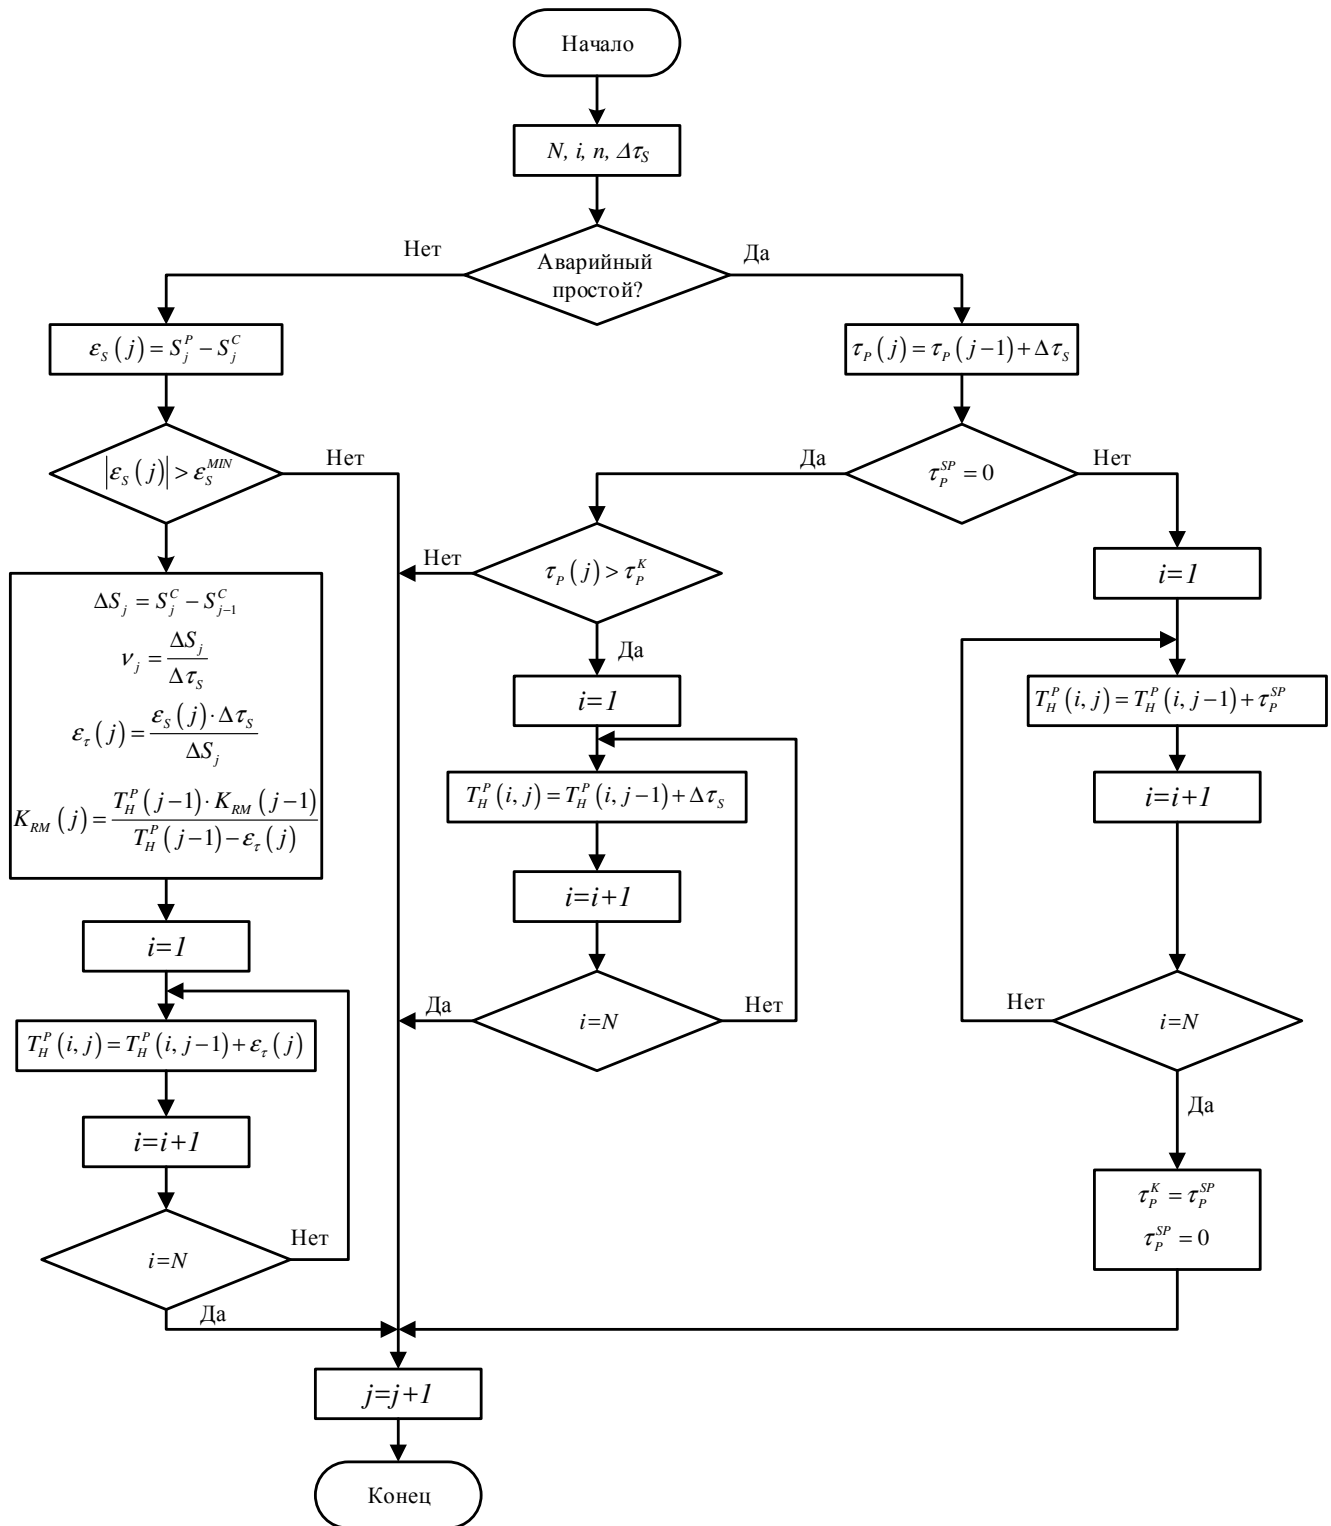 Начало
N, i, n, Δτ_S
Аварийный
простой?
Нет
Да
ε_S(j) = S_j^P − S_j^C
τ_P(j) = τ_P(j−1) + Δτ_S
|ε_S(j)| > ε_S^MIN
Нет
τ_P^SP = 0
Да
Нет
τ_P(j) > τ_P^K
Нет
Да
i=1
ΔS_j = S_j^C − S_{j−1}^C
ν_j = ΔS_j / Δτ_S
ε_τ(j) = ε_S(j)·Δτ_S / ΔS_j
K_RM(j) = T_H^P(j−1)·K_RM(j−1) / T_H^P(j−1) − ε_τ(j)
i=1
T_H^P(i, j) = T_H^P(i, j−1) + τ_P^SP
T_H^P(i, j) = T_H^P(i, j−1) + Δτ_S
i=i+1
i=i+1
i=1
T_H^P(i, j) = T_H^P(i, j−1) + ε_τ(j)
i=N
Да
Нет
i=N
Нет
Да
i=i+1
i=N
Нет
Да
τ_P^K = τ_P^SP
τ_P^SP = 0
j=j+1
Конец